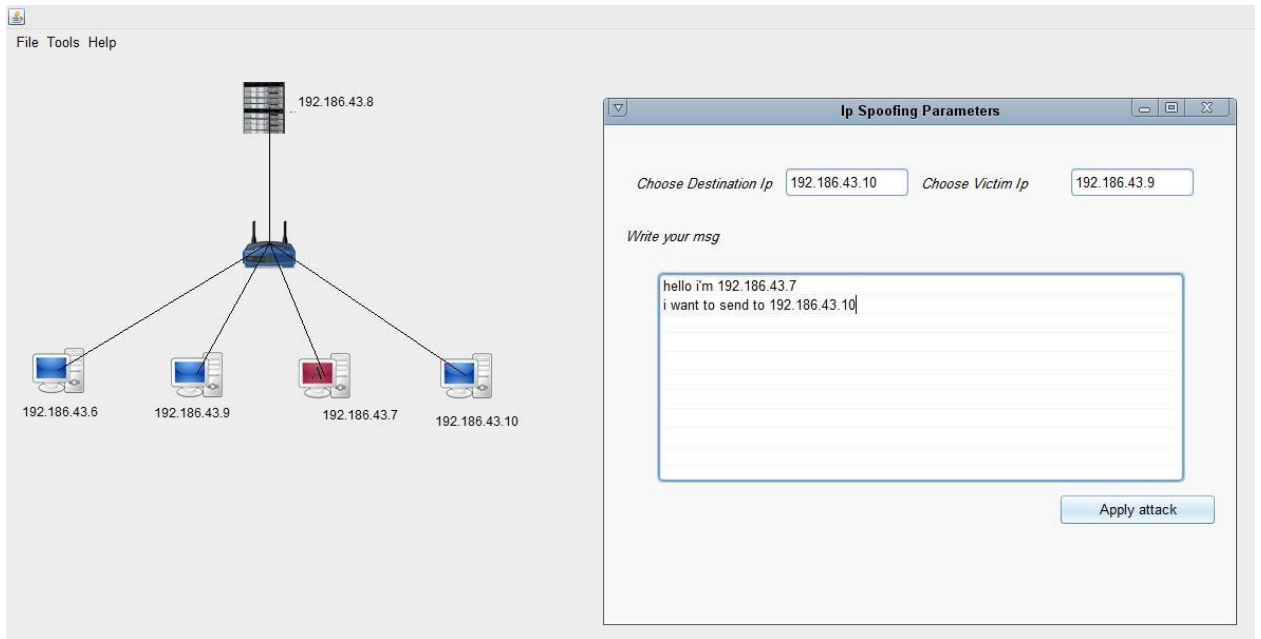 File Tools Help
192.186.43.8
192.186.43.6
192.186.43.9
A
192.186.43.7
192.186.43.10
Ip Spoofing Parameters
Choose Destination Ip 192.186.43.10 Choose Victim Ip 192.186.43.9
Write your msg
hello i'm 192.186.43.7
i want to send to 192.186.43.10
Apply attack